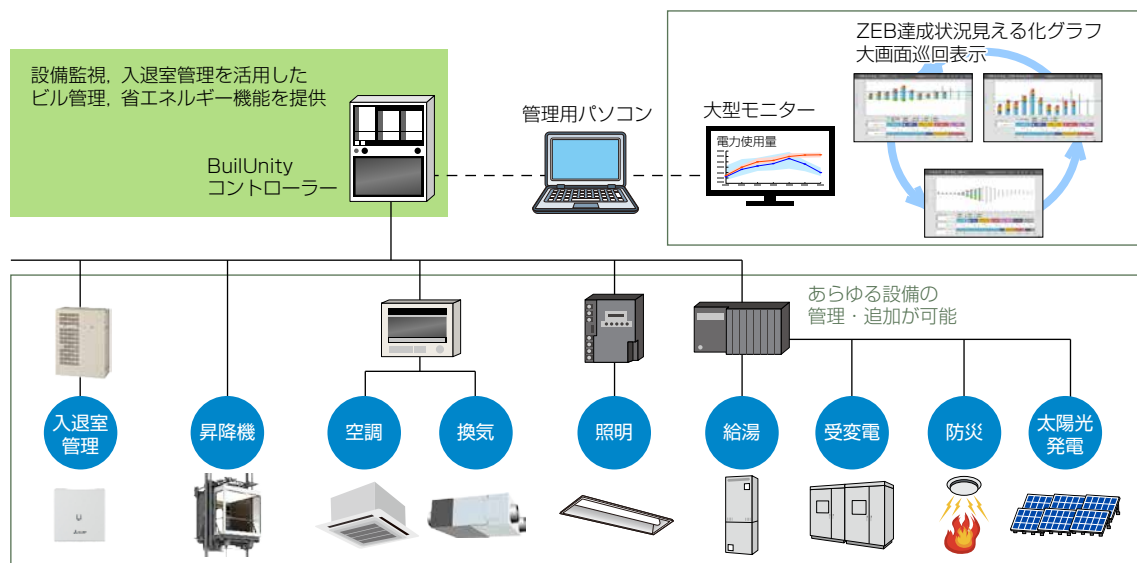 設備監視, 入退室管理を活用した
ビル管理, 省エネルギー機能を提供
BuilUnity
コントローラー
管理用パソコン
大型モニター
電力使用量
ZEB達成状況見える化グラフ
大画面巡回表示
あらゆる設備の
管理・追加が可能
入退室
管理
昇降機
空調
換気
照明
給湯
受変電
防災
太陽光
発電